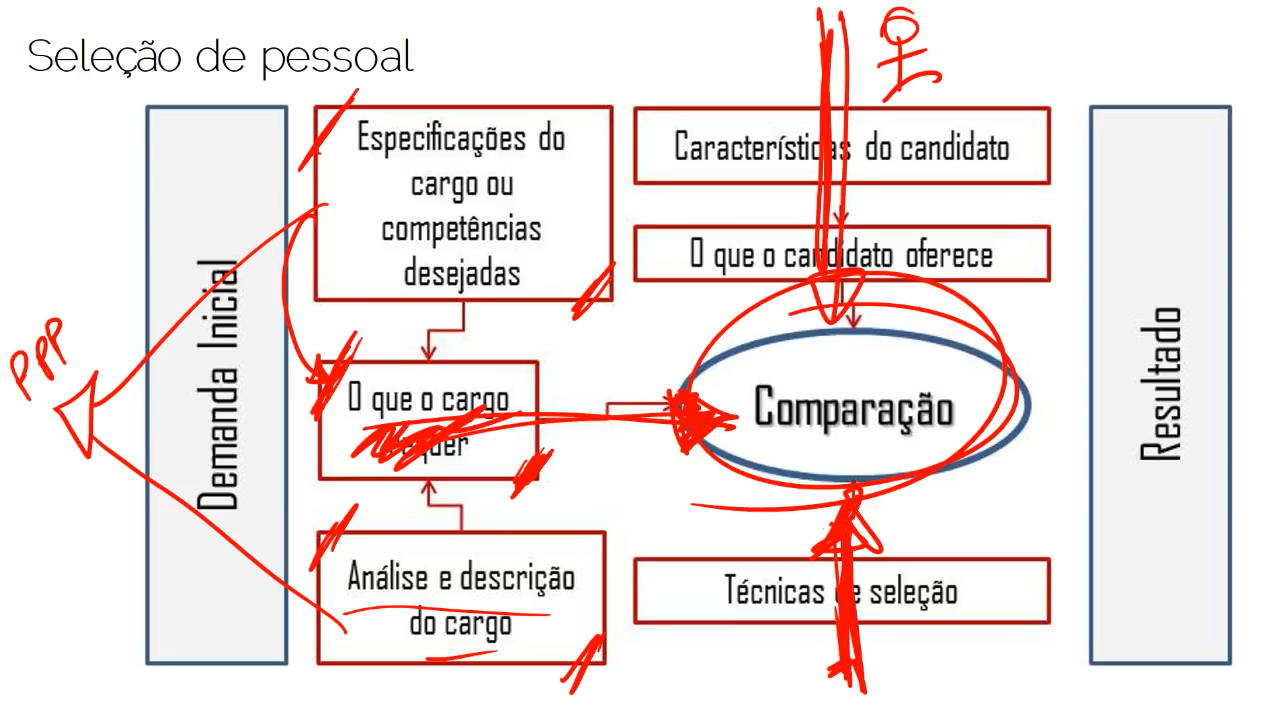 Seleção de pessoal
Demanda Inicial
Especificações do
cargo ou
competências
desejadas
O que o cargo
requer
Análise e descrição
do cargo
Características do candidato
O que o candidato oferece
Comparação
Técnicas de seleção
Resultado
PPP